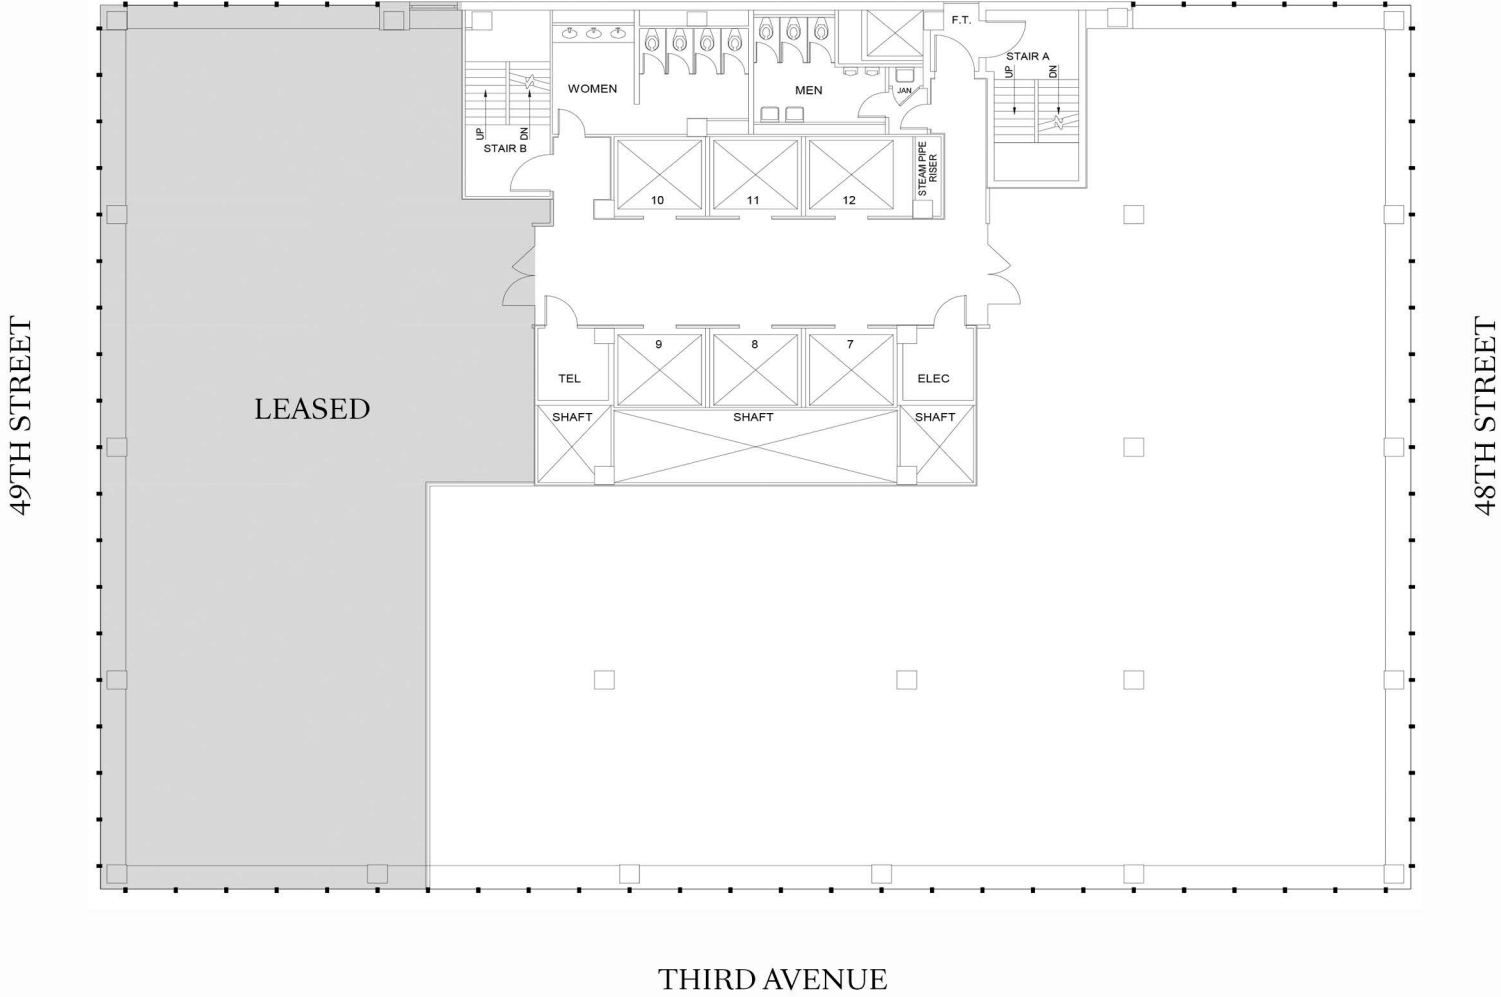 F.T.
STAIR A
UP
DN
WOMEN
MEN
JAN
UP
DN
STAIR B
STEAM PIPE
RISER
10
11
12
9
8
7
TEL
ELEC
SHAFT
SHAFT
SHAFT
LEASED
49TH STREET
48TH STREET
THIRD AVENUE